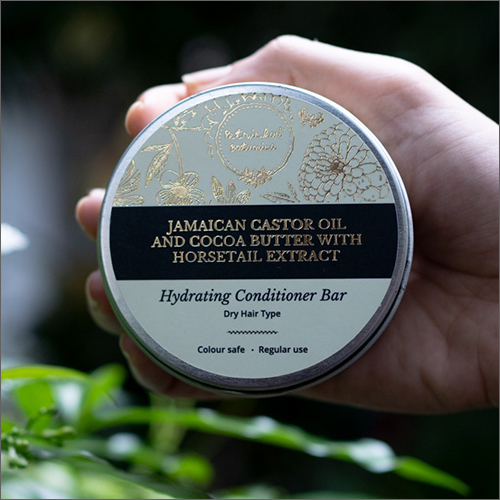 JAMAICAN CASTOR OIL
AND COCOA BUTTER WITH
HORSETAIL EXTRACT
Hydrating Conditioner Bar
Dry Hair Type
Colour safe • Regular use